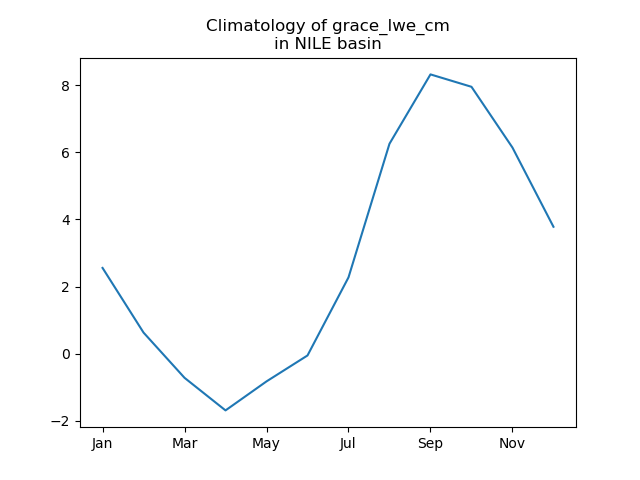 Climatology of grace_lwe_cm
in NILE basin
8
6
4
2
0
−2
Jan
Mar
May
Jul
Sep
Nov